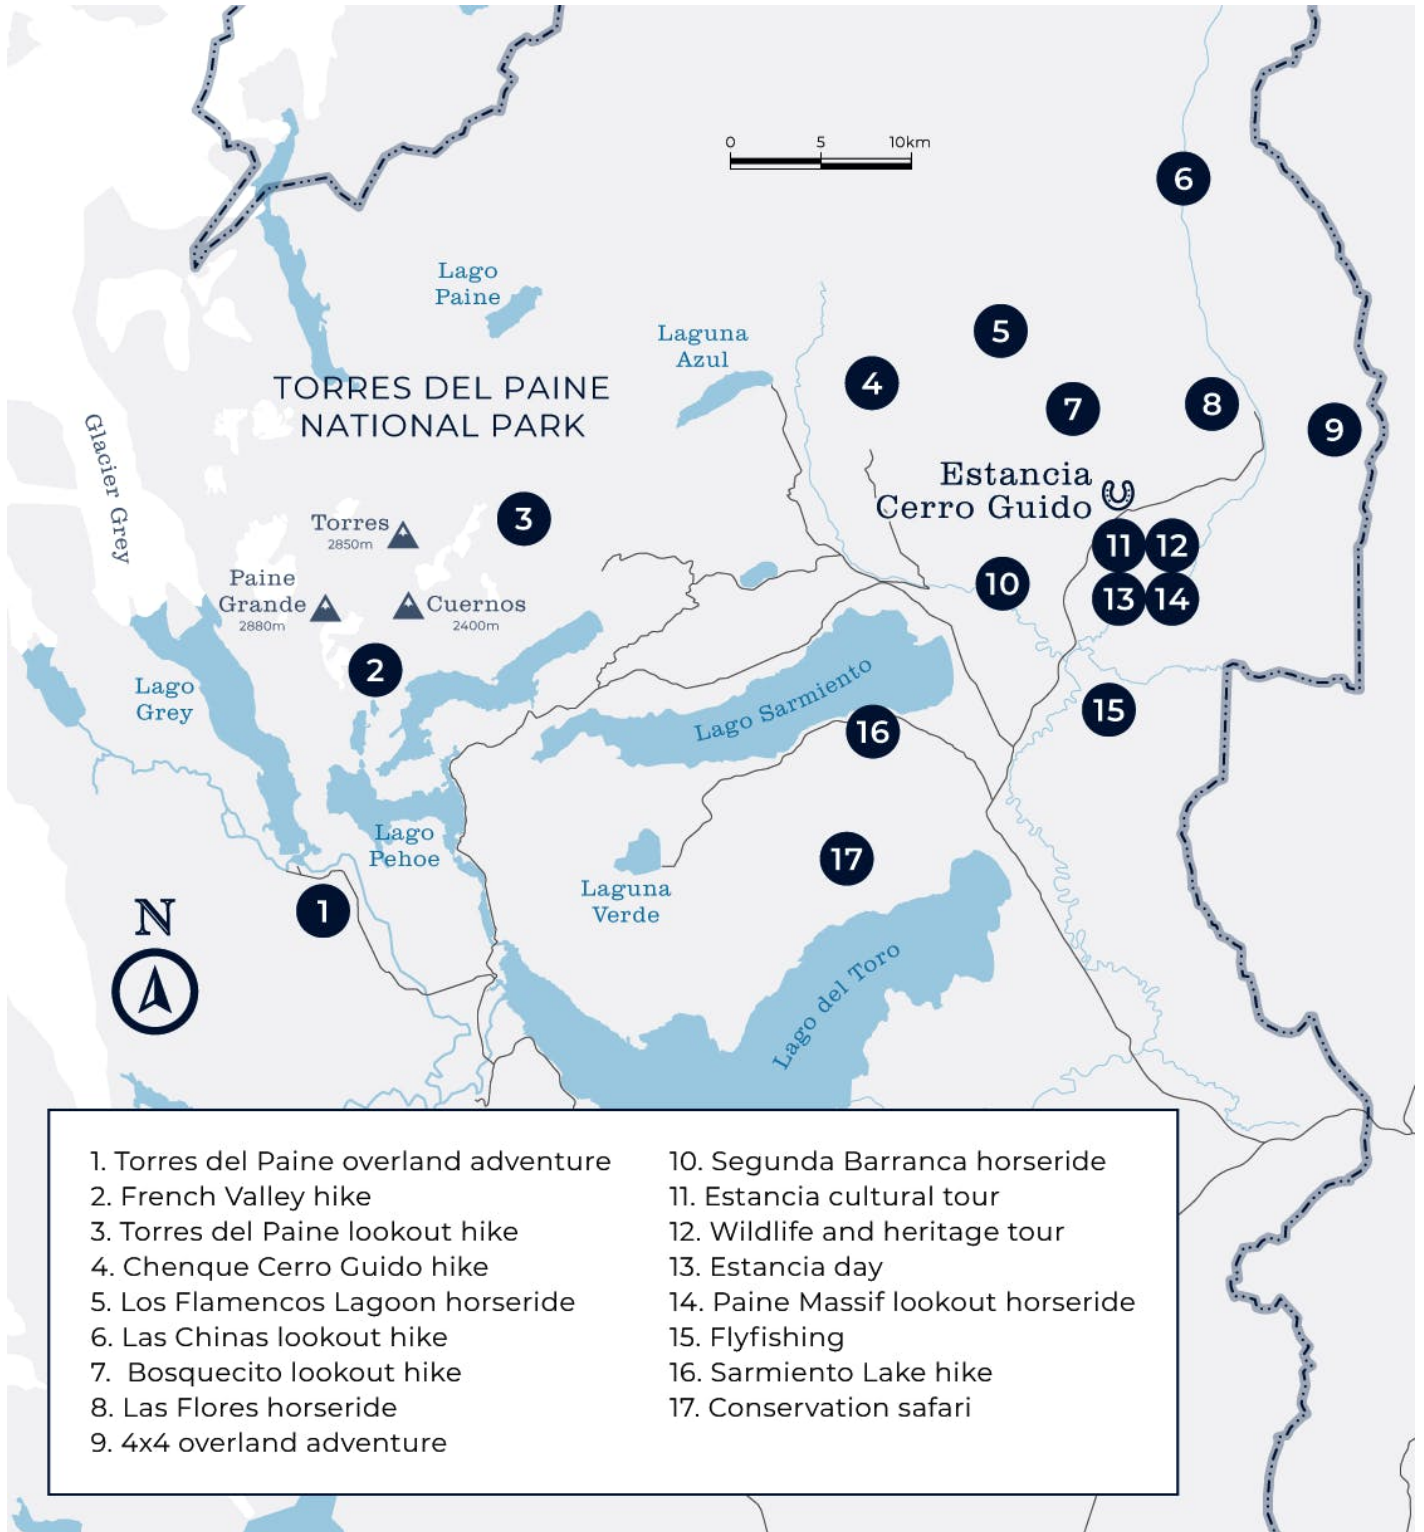 0 5 10km
6
Lago
Paine
5
Laguna
Azul
4
TORRES DEL PAINE
NATIONAL PARK
7
8
9
Glacier Grey
Estancia
Cerro Guido
3
Torres
2850m
11 12
10
13 14
Paine
Grande
2880m
Cuernos
2400m
2
Lago
Grey
Lago Sarmiento
15
16
Lago
Pehoe
17
Laguna
Verde
1
N
Lago del Toro
1. Torres del Paine overland adventure
2. French Valley hike
3. Torres del Paine lookout hike
4. Chenque Cerro Guido hike
5. Los Flamencos Lagoon horseride
6. Las Chinas lookout hike
7. Bosquecito lookout hike
8. Las Flores horseride
9. 4x4 overland adventure
10. Segunda Barranca horseride
11. Estancia cultural tour
12. Wildlife and heritage tour
13. Estancia day
14. Paine Massif lookout horseride
15. Flyfishing
16. Sarmiento Lake hike
17. Conservation safari